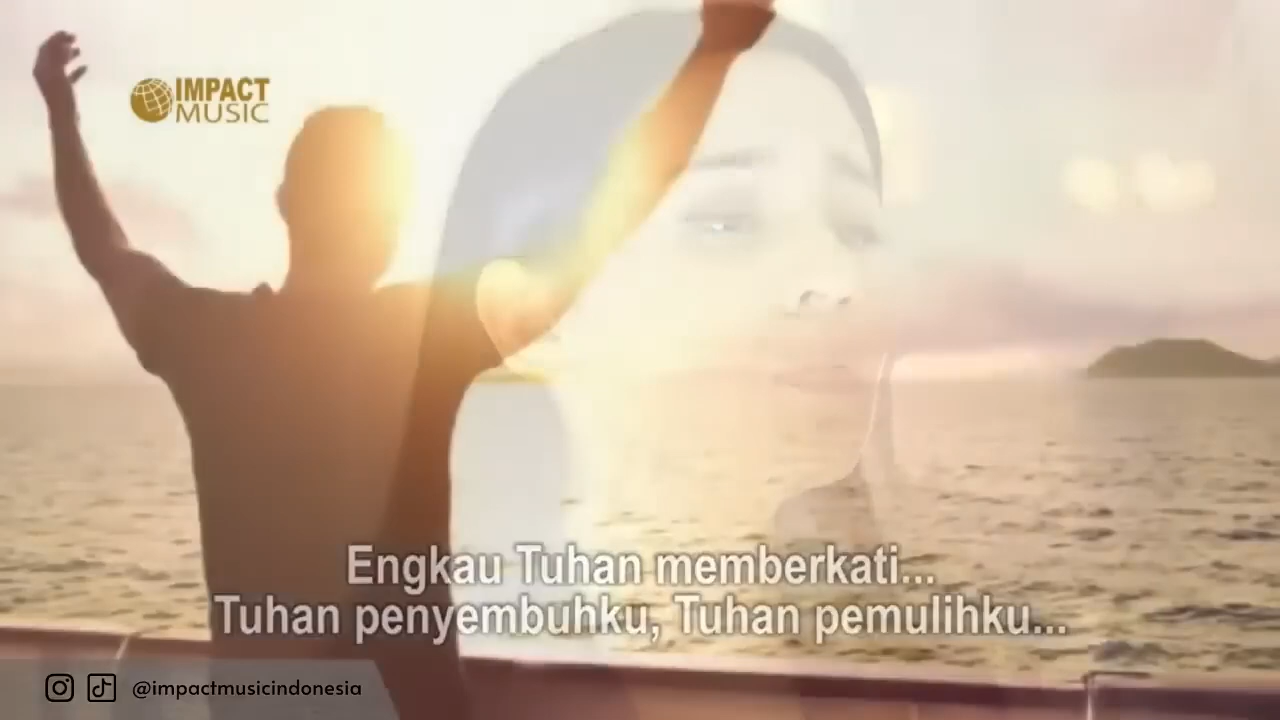 IMPACT
MUSIC
Engkau Tuhan memberkati...
Tuhan penyembuhku, Tuhan pemulihku...
@impactmusicindonesia